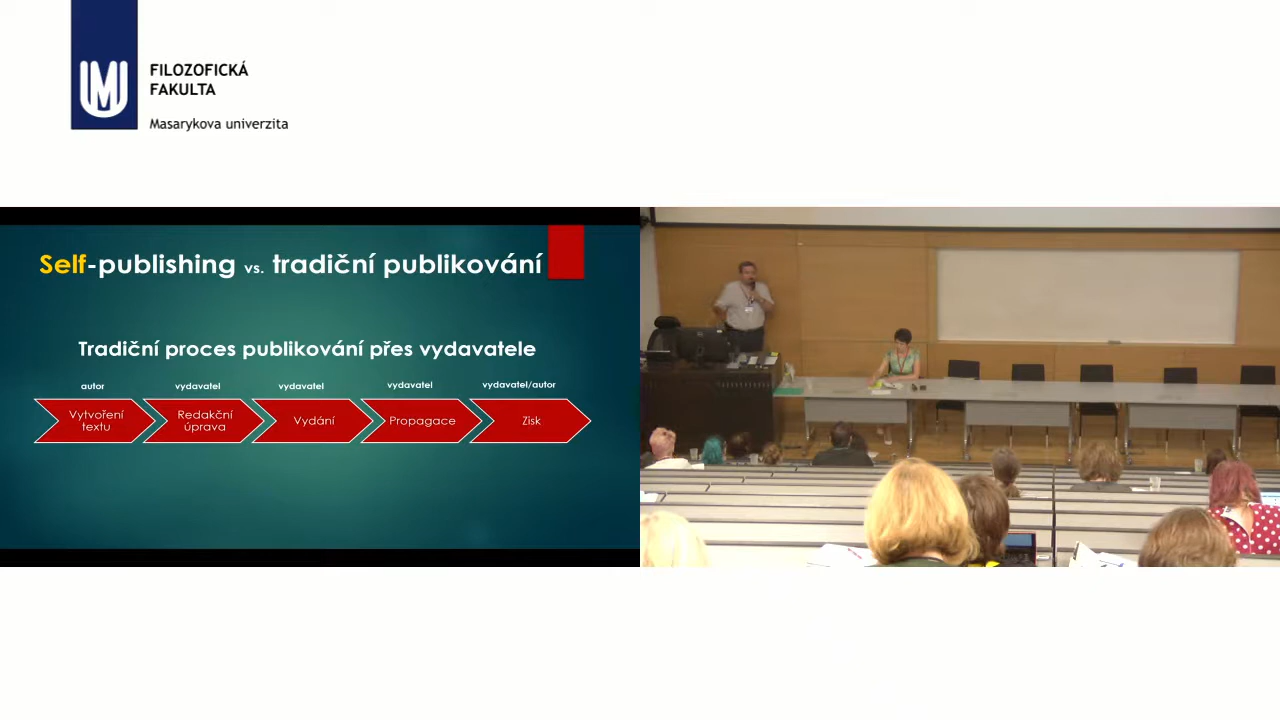 FILOZOFICKÁ
FAKULTA
Masarykova univerzita
Self-publishing vs. tradiční publikování
Tradiční proces publikování přes vydavatele
autor
vydavatel
vydavatel
vydavatel
vydavatel/autor
Vytvoření
textu
Redakční
úprava
Vydání
Propagace
Zisk